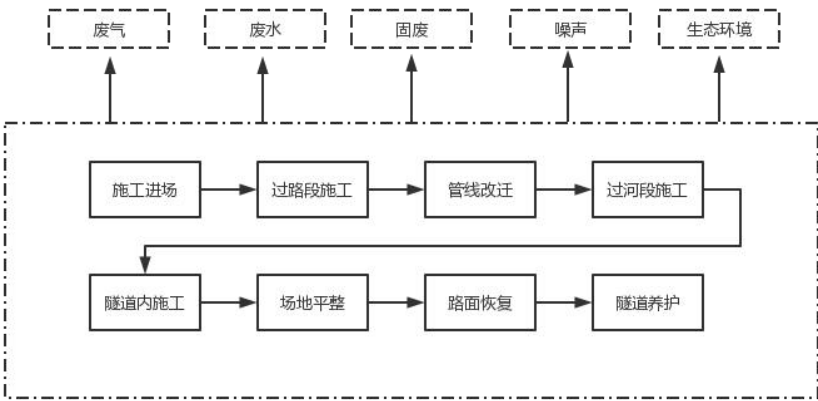 废气 废水 固废 噪声 生态环境
施工进场 过路段施工 管线改迁 过河段施工
隧道内施工 场地平整 路面恢复 隧道养护